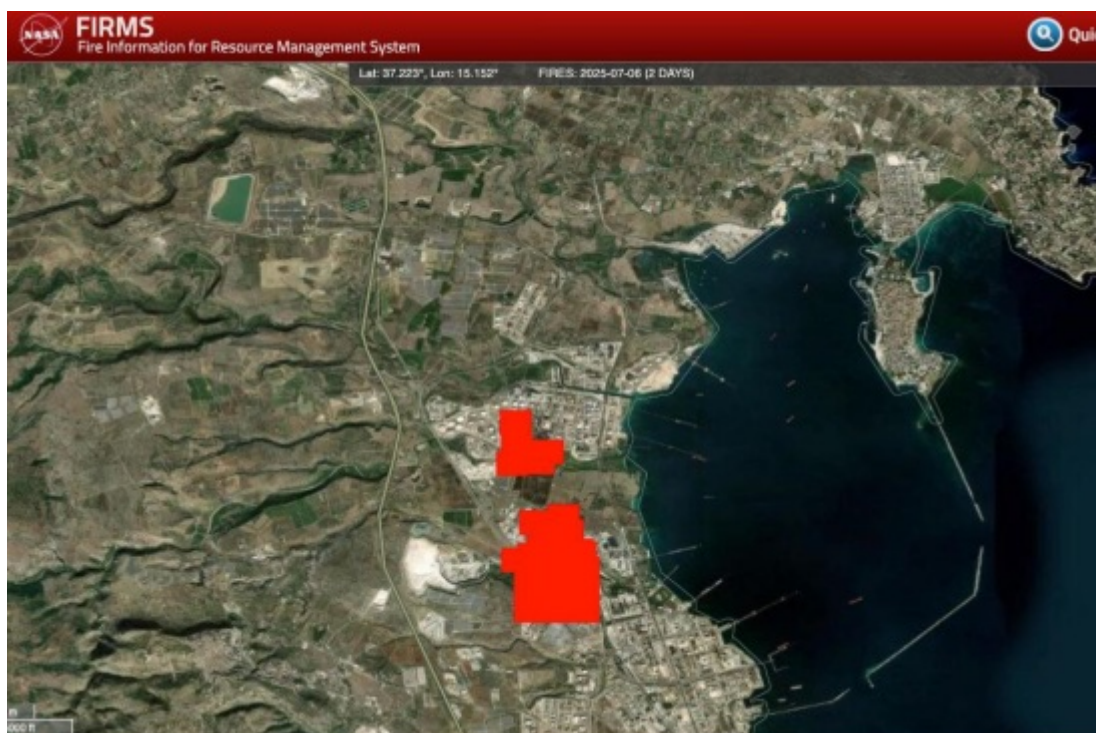 NASA
FIRMS
Fire Information for Resource Management System
Lat: 37.223°, Lon: 15.152° FIRES: 2025-07-06 (2 DAYS)